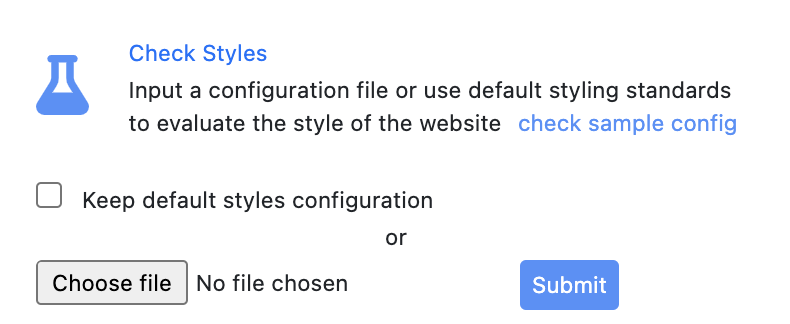 Check Styles
Input a configuration file or use default styling standards
to evaluate the style of the website check sample config
Keep default styles configuration
or
Choose file No file chosen Submit